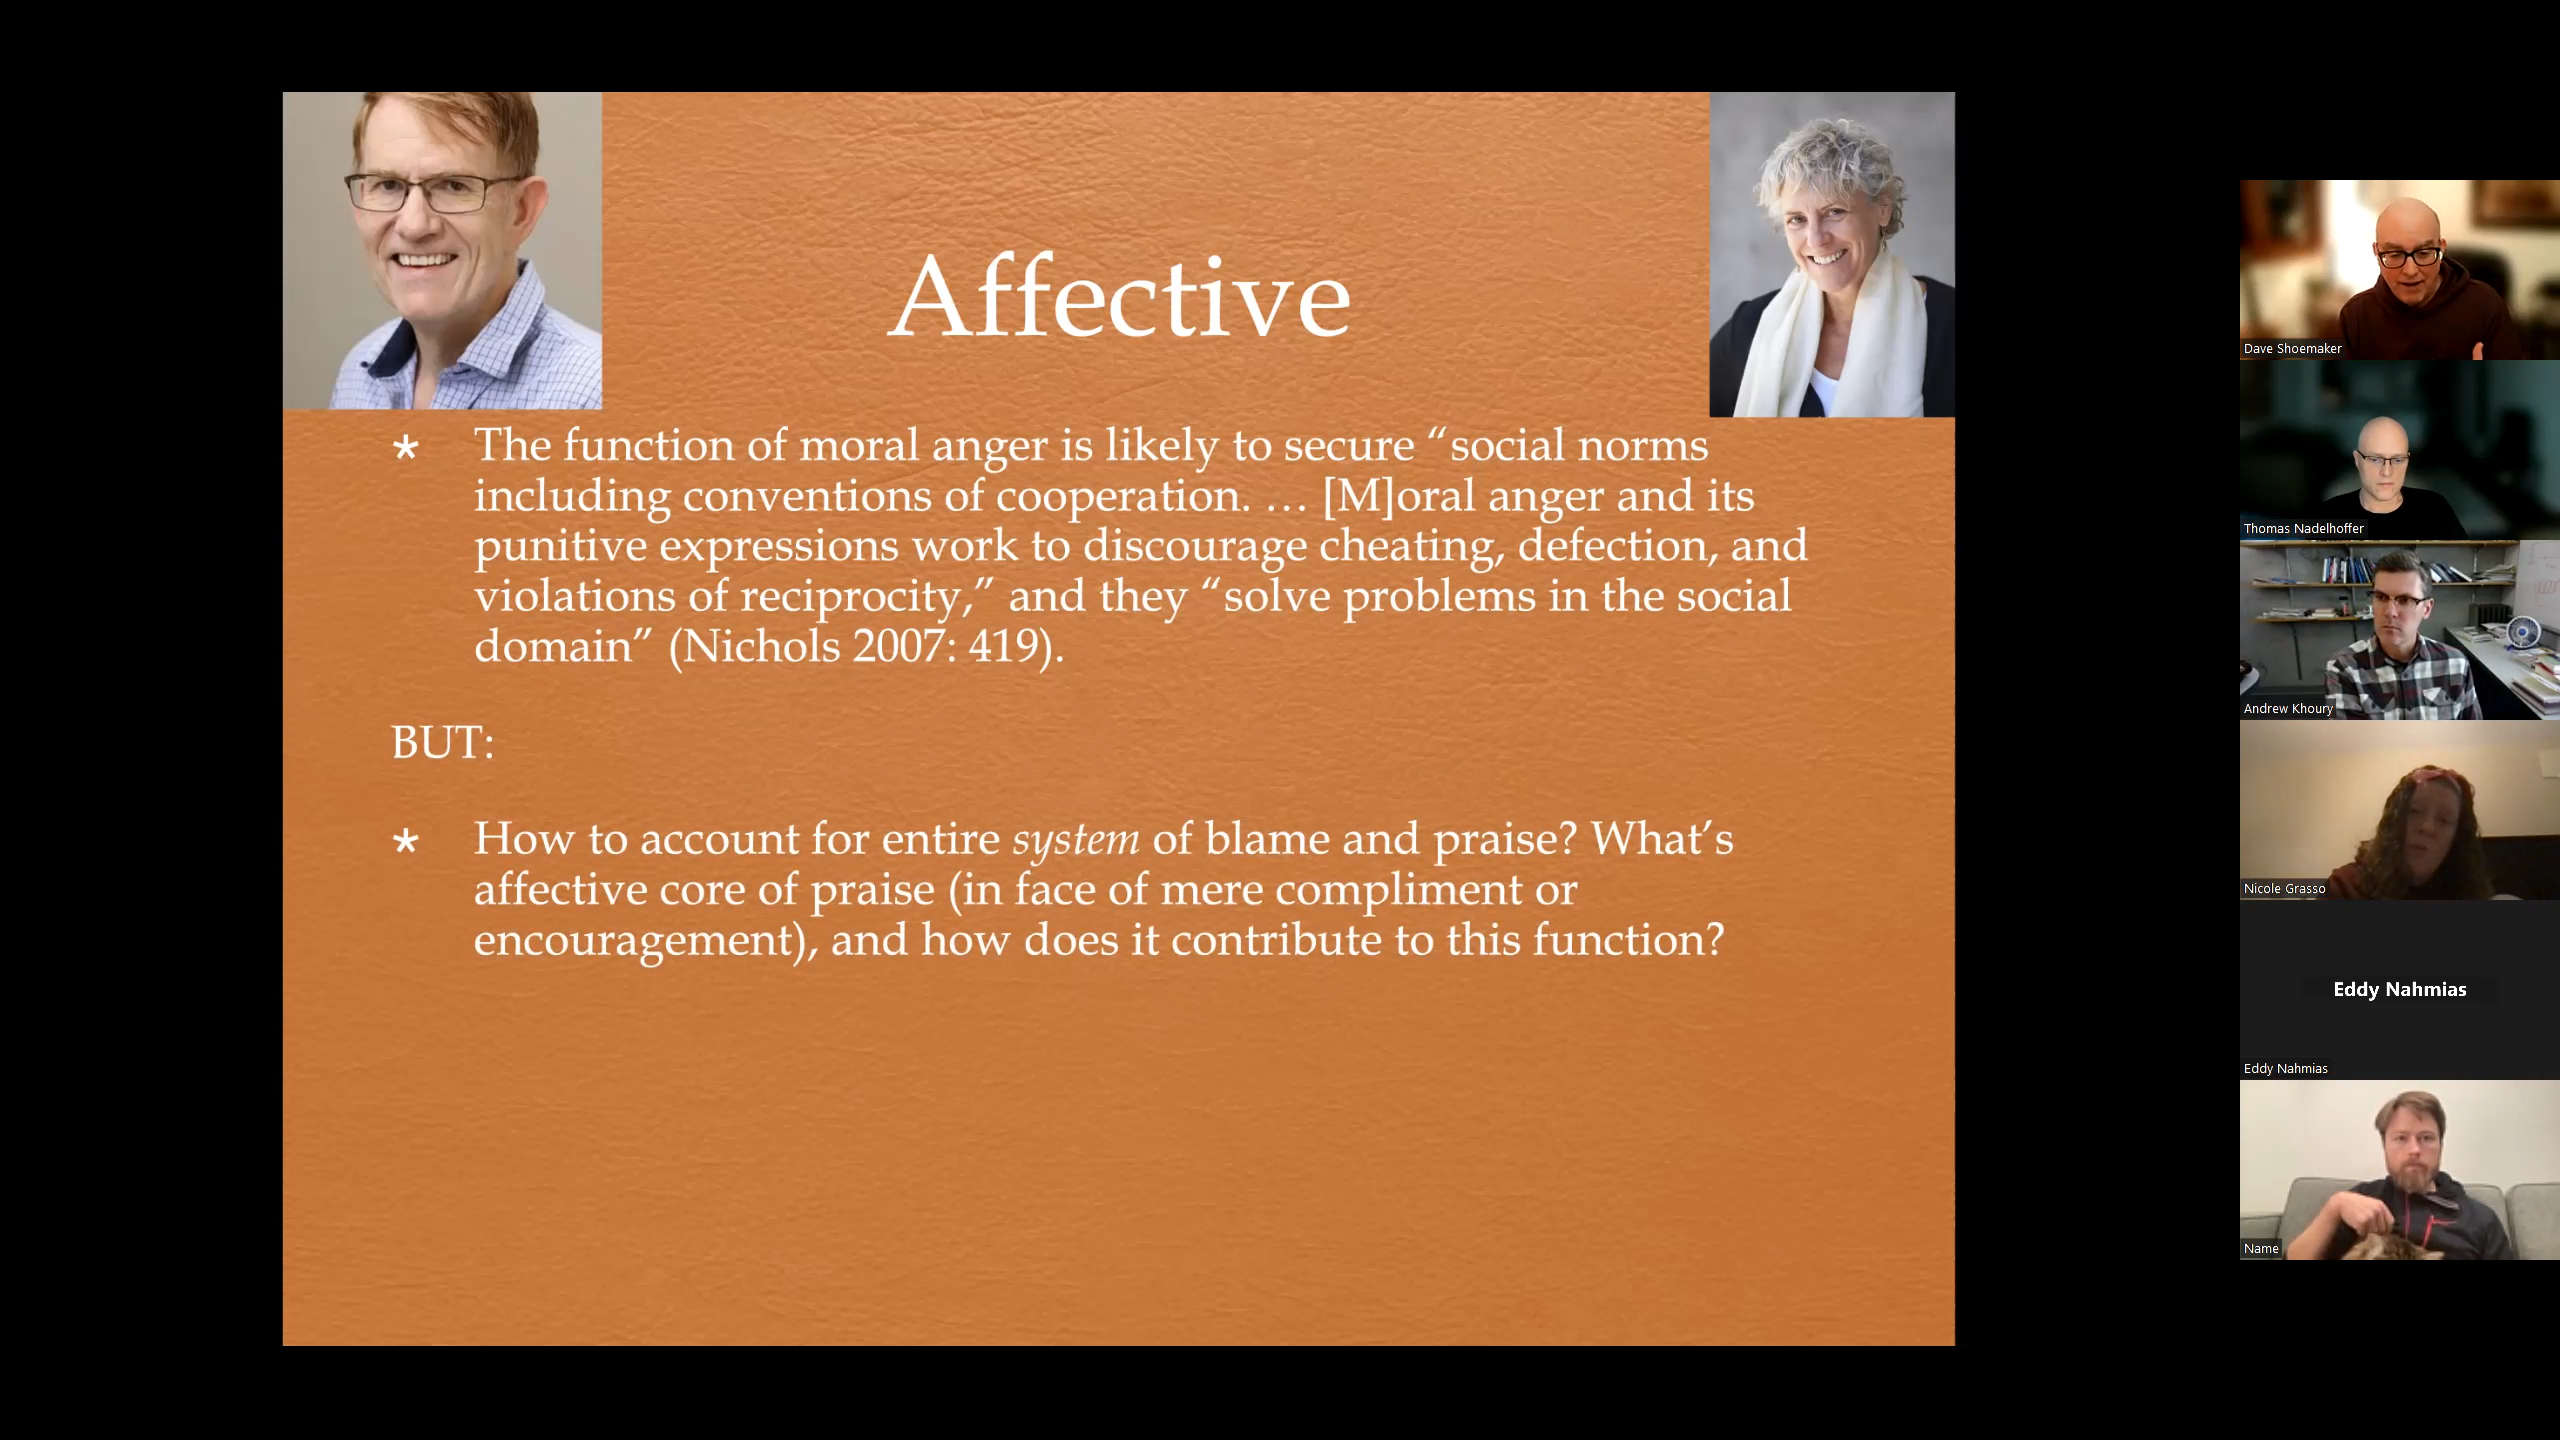 Affective
* The function of moral anger is likely to secure “social norms
including conventions of cooperation. … [M]oral anger and its
punitive expressions work to discourage cheating, defection, and
violations of reciprocity,” and they “solve problems in the social
domain” (Nichols 2007: 419).
BUT:
* How to account for entire system of blame and praise? What’s
affective core of praise (in face of mere compliment or
encouragement), and how does it contribute to this function?
Dave Shoemaker
Thomas Nadelhoffer
Andrew Khoury
Nicole Grasso
Eddy Nahmias
Eddy Nahmias
Name